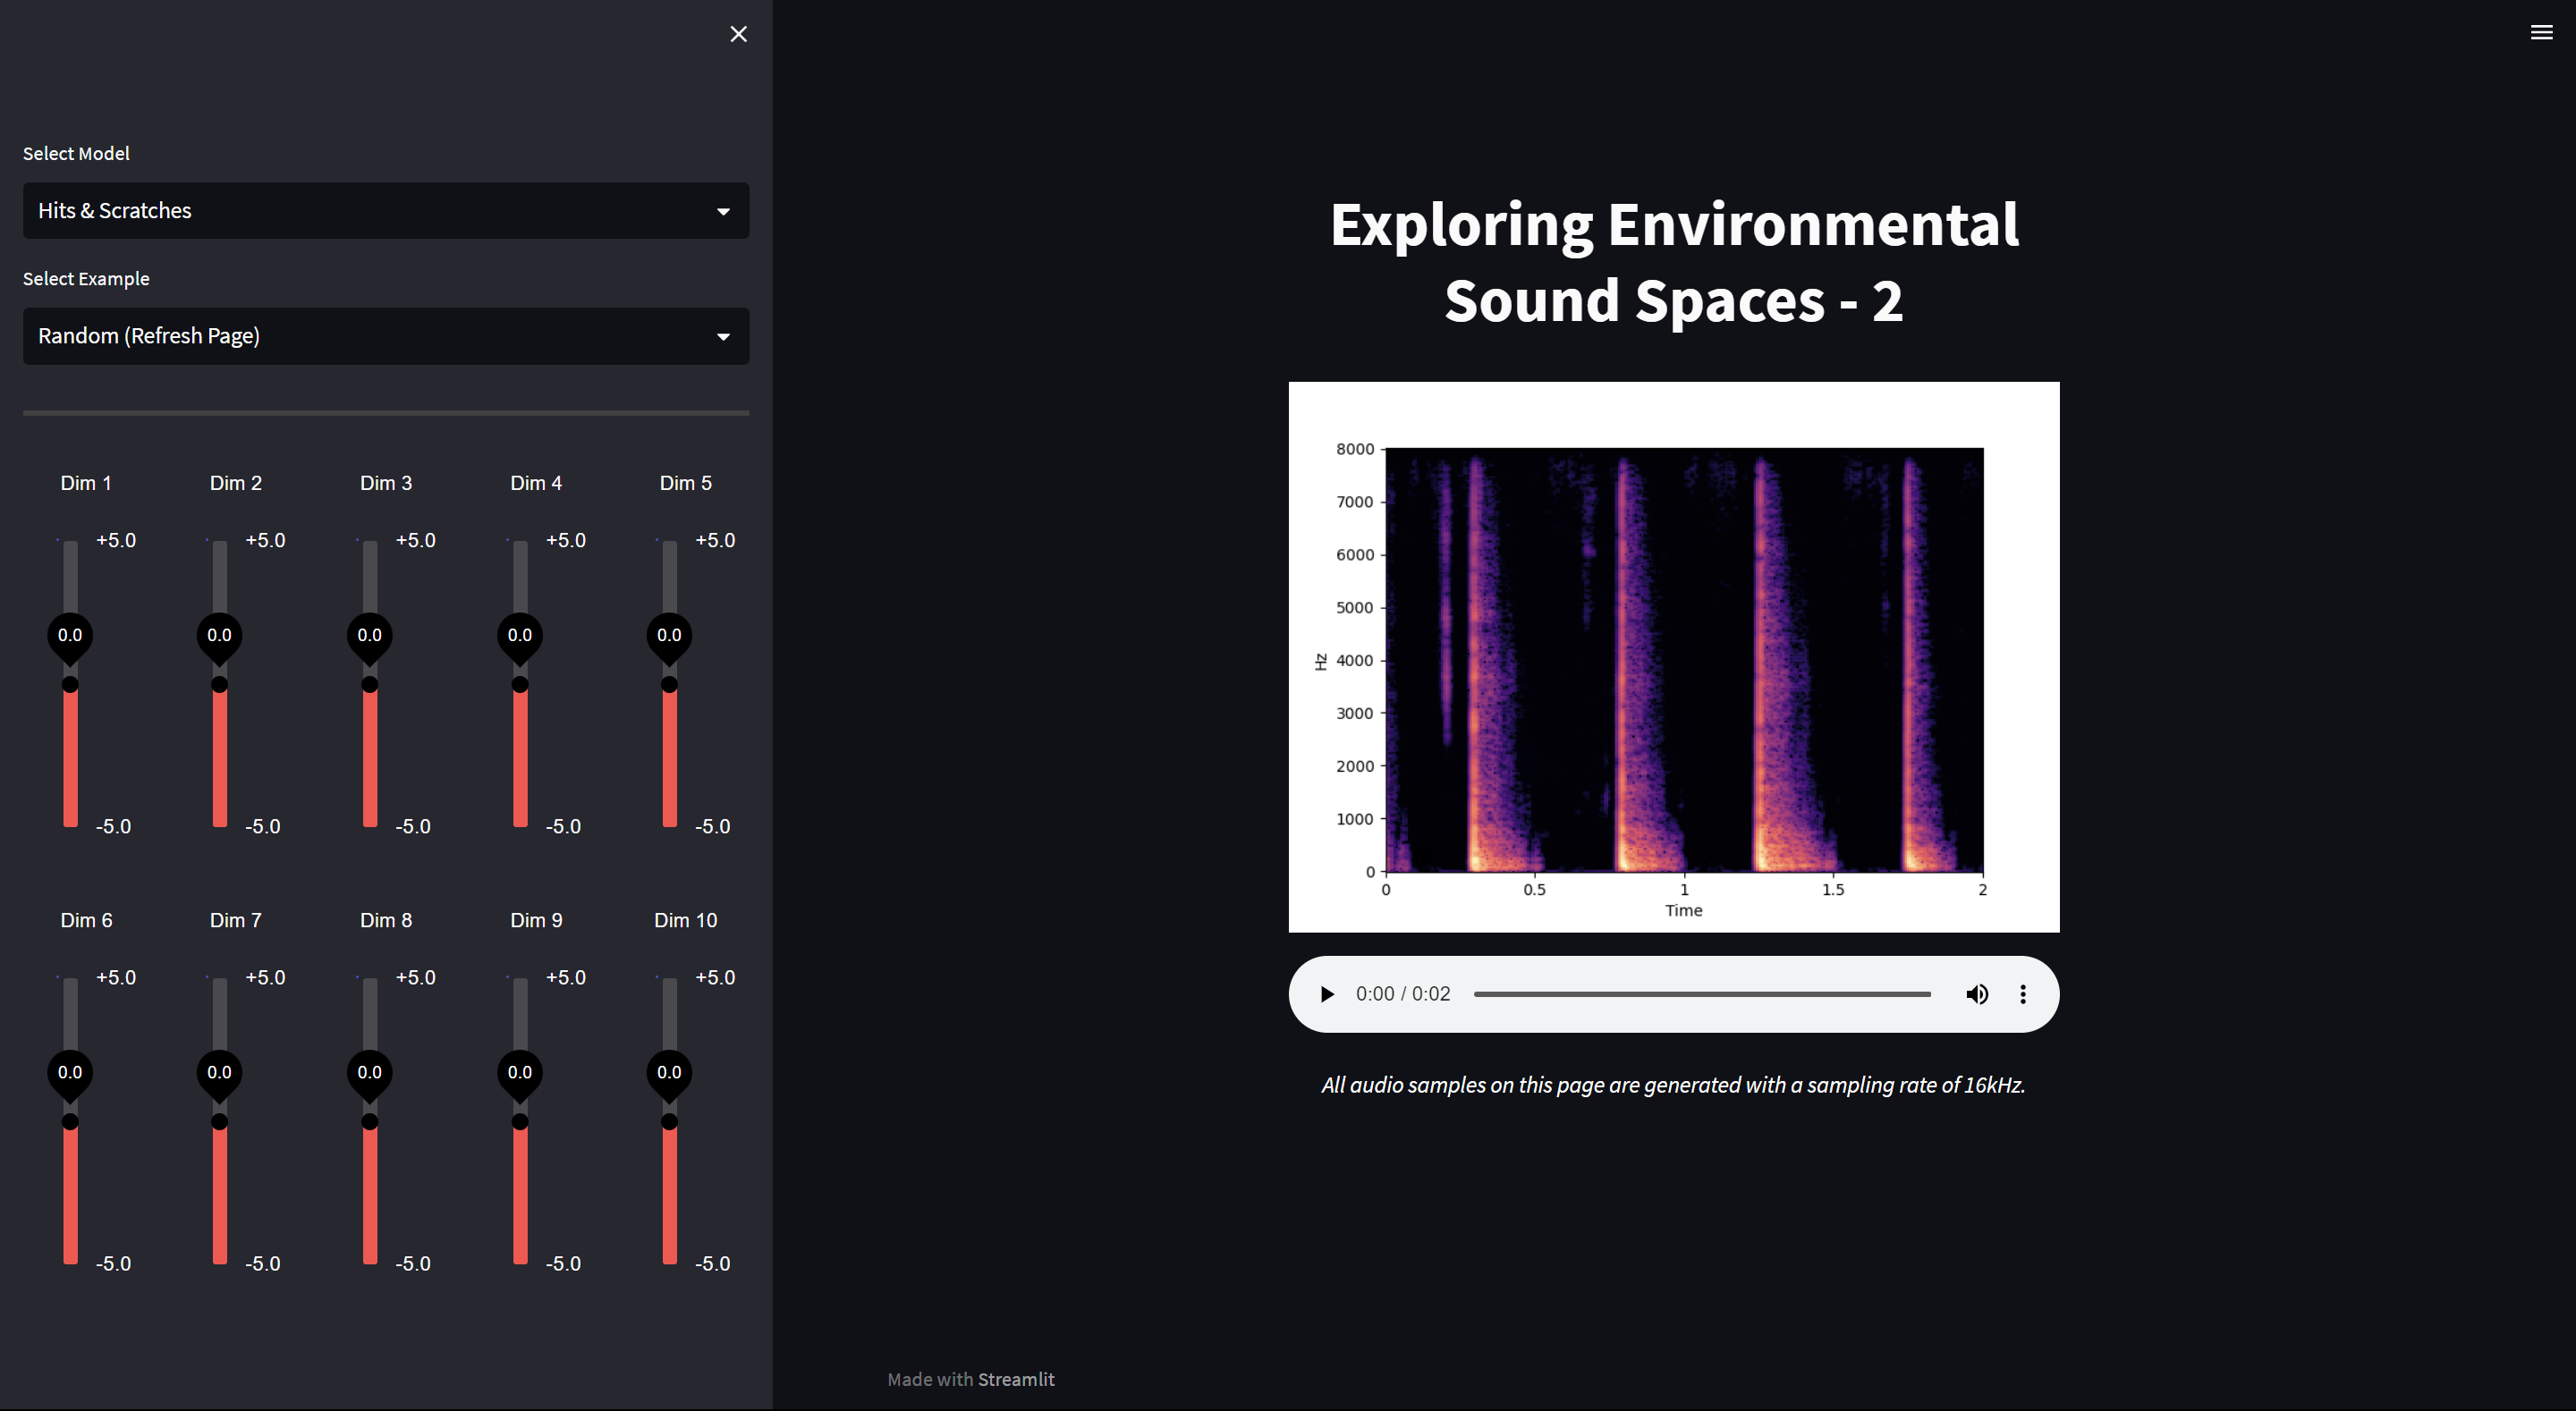 Select Model
Hits & Scratches
Select Example
Random (Refresh Page)
Dim 1 Dim 2 Dim 3 Dim 4 Dim 5
+5.0 +5.0 +5.0 +5.0 +5.0
0.0 0.0 0.0 0.0 0.0
-5.0 -5.0 -5.0 -5.0 -5.0
Dim 6 Dim 7 Dim 8 Dim 9 Dim 10
+5.0 +5.0 +5.0 +5.0 +5.0
0.0 0.0 0.0 0.0 0.0
-5.0 -5.0 -5.0 -5.0 -5.0
Exploring Environmental
Sound Spaces - 2
8000
7000
6000
5000
4000
3000
2000
1000
0
Hz
0 0.5 1 1.5 2
Time
0:00 / 0:02
All audio samples on this page are generated with a sampling rate of 16kHz.
Made with Streamlit